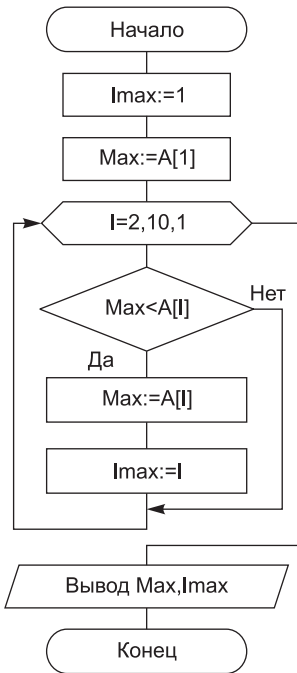 Начало
Imax:=1
Max:=A[1]
I=2,10,1
Max<A[I]
Нет
Да
Max:=A[I]
Imax:=I
Вывод Max,Imax
Конец